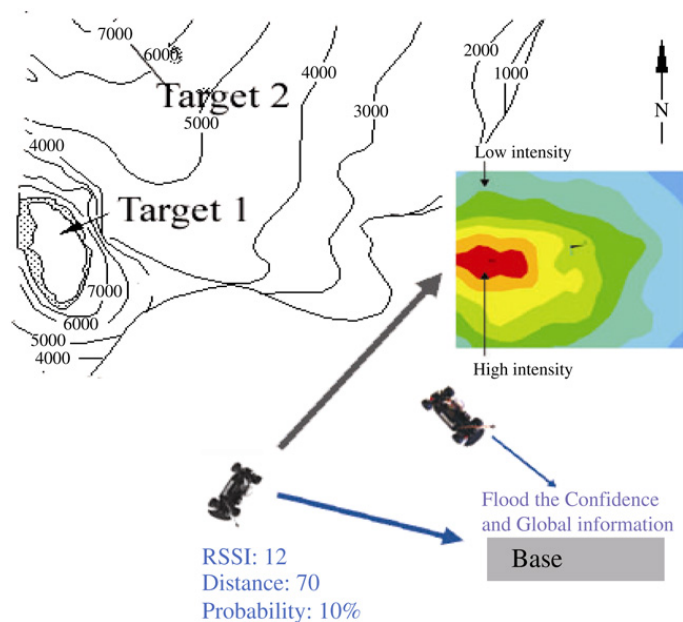 7000
6000
Target 2
5000
4000
3000
2000
1000
N
Low intensity
4000
Target 1
7000
6000
5000
4000
High intensity
Flood the Confidence
and Global information
Base
RSSI: 12
Distance: 70
Probability: 10%